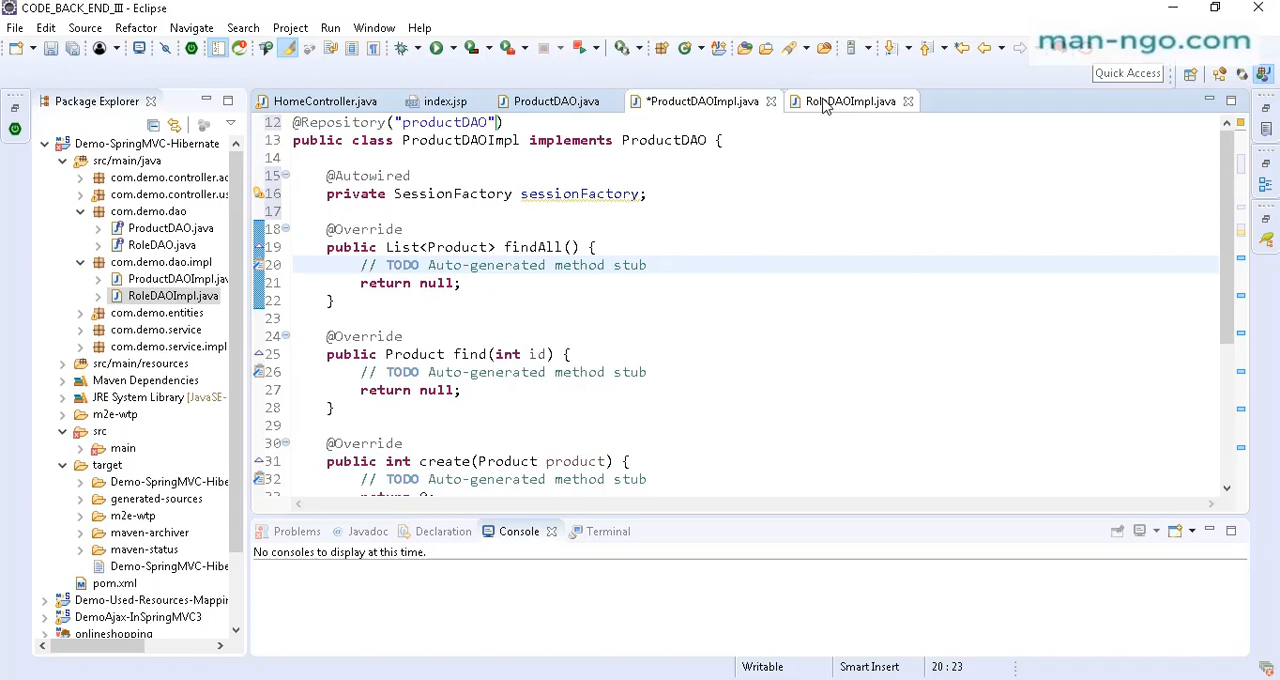 CODE_BACK_END_III - Eclipse
File Edit Source Refactor Navigate Search Project Run Window Help
man-ngo.com
Quick Access
Package Explorer
HomeController.java index.jsp ProductDAO.java *ProductDAOImpl.java RoleDAOImpl.java
Demo-SpringMVC-Hibernate
src/main/java
com.demo.controller.ac
com.demo.controller.us
com.demo.dao
ProductDAO.java
RoleDAO.java
com.demo.dao.impl
ProductDAOImpl.jav
RoleDAOImpl.java
com.demo.entities
com.demo.service
com.demo.service.impl
src/main/resources
Maven Dependencies
JRE System Library [JavaSE-
m2e-wtp
src
main
target
Demo-SpringMVC-Hibe
generated-sources
m2e-wtp
maven-archiver
maven-status
Demo-SpringMVC-Hibe
pom.xml
Demo-Used-Resources-Mappi
DemoAjax-InSpringMVC3
onlineshopping
12 @Repository("productDAO")
13 public class ProductDAOImpl implements ProductDAO {
14
15 @Autowired
16 private SessionFactory sessionFactory;
17
18 @Override
19 public List<Product> findAll() {
20 // TODO Auto-generated method stub
21 return null;
22 }
23
24 @Override
25 public Product find(int id) {
26 // TODO Auto-generated method stub
27 return null;
28 }
29
30 @Override
31 public int create(Product product) {
32 // TODO Auto-generated method stub
33 return 0;
Problems Javadoc Declaration Console Terminal
No consoles to display at this time.
Writable Smart Insert 20 : 23